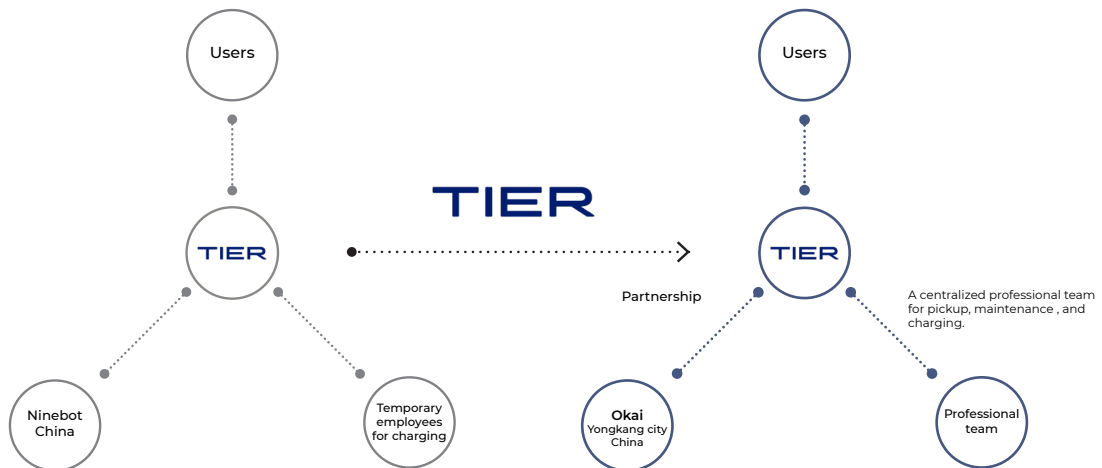 Users
TIER
Ninebot
China
Temporary
employees
for charging
TIER
Users
TIER
Partnership
A centralized professional team
for pickup, maintenance , and
charging.
Okai
Yongkang city
China
Professional
team